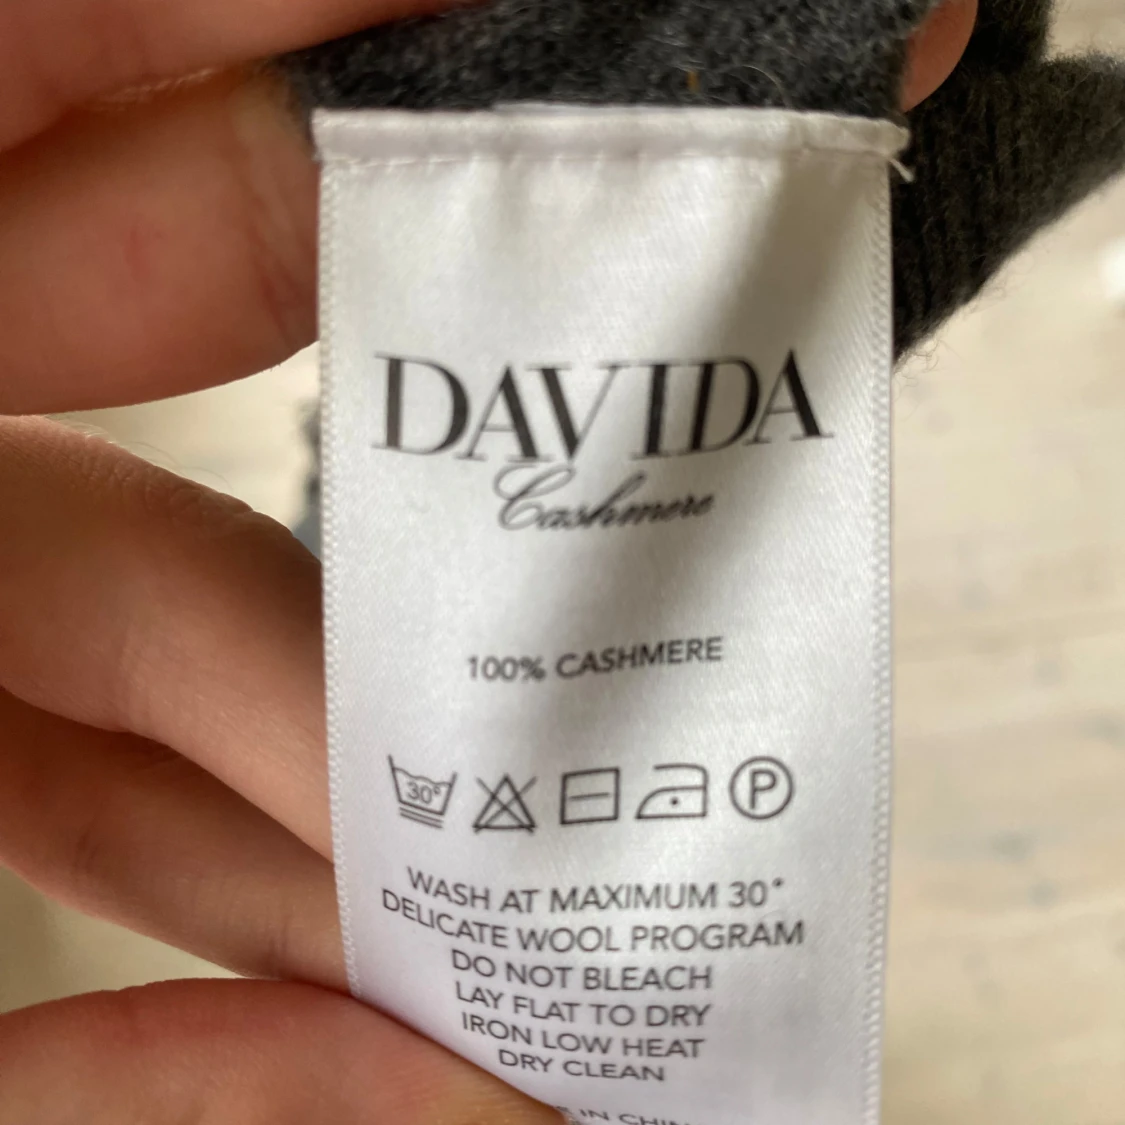 DAVIDA
Cashmere
100% CASHMERE
30°
P
WASH AT MAXIMUM 30°
DELICATE WOOL PROGRAM
DO NOT BLEACH
LAY FLAT TO DRY
IRON LOW HEAT
DRY CLEAN
IN